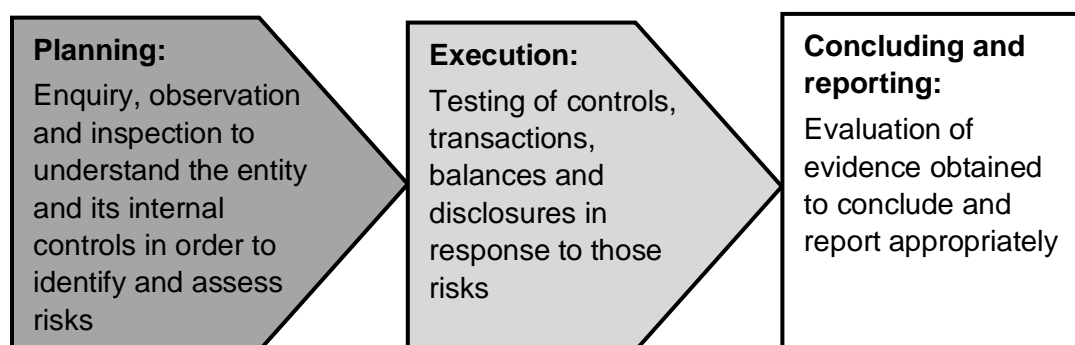 Planning:
Enquiry, observation
and inspection to
understand the entity
and its internal
controls in order to
identify and assess
risks
Execution:
Testing of controls,
transactions,
balances and
disclosures in
response to those
risks
Concluding and
reporting:
Evaluation of
evidence obtained
to conclude and
report appropriately